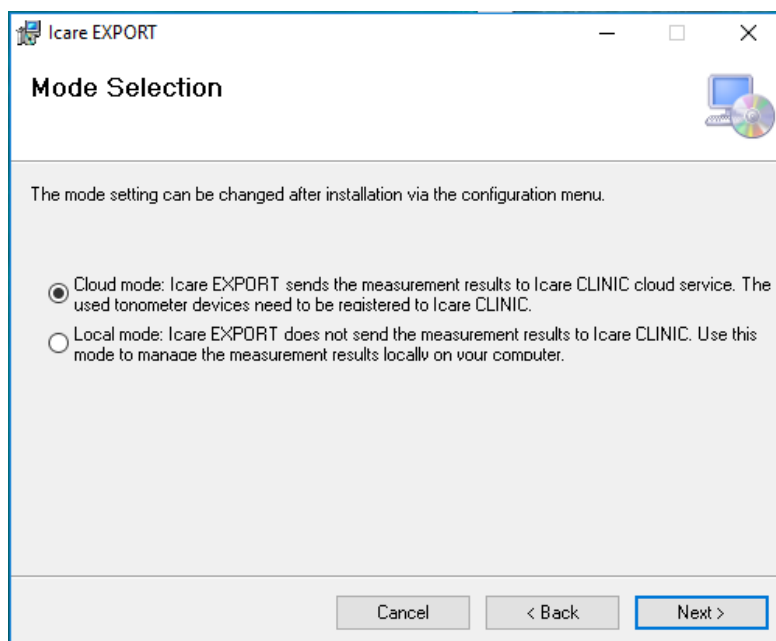 Icare EXPORT
Mode Selection
The mode setting can be changed after installation via the configuration menu.
Cloud mode: Icare EXPORT sends the measurement results to Icare CLINIC cloud service. The
used tonometer devices need to be registered to Icare CLINIC.
Local mode: Icare EXPORT does not send the measurement results to Icare CLINIC. Use this
mode to manage the measurement results locally on your computer.
Cancel
< Back
Next >